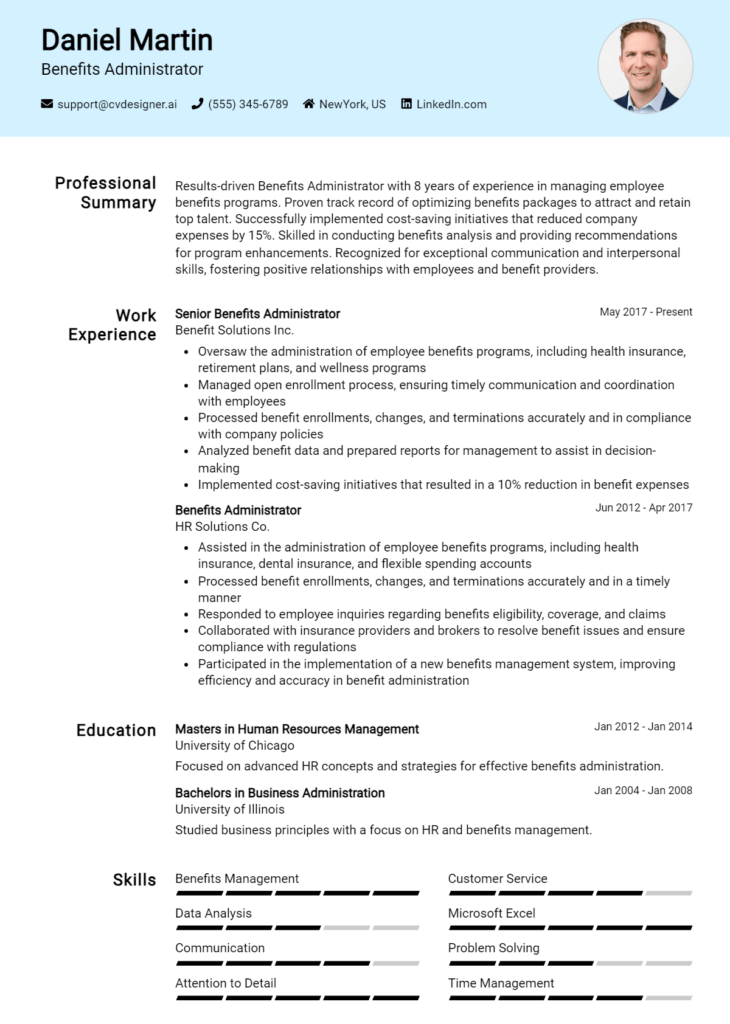 Daniel Martin
Benefits Administrator
support@cvdesigner.ai (555) 345-6789 NewYork, US LinkedIn.com
Professional
Summary
Results-driven Benefits Administrator with 8 years of experience in managing employee
benefits programs. Proven track record of optimizing benefits packages to attract and retain
top talent. Successfully implemented cost-saving initiatives that reduced company
expenses by 15%. Skilled in conducting benefits analysis and providing recommendations
for program enhancements. Recognized for exceptional communication and interpersonal
skills, fostering positive relationships with employees and benefit providers.
Work
Experience
Senior Benefits Administrator May 2017 - Present
Benefit Solutions Inc.
• Oversaw the administration of employee benefits programs, including health insurance,
retirement plans, and wellness programs
• Managed open enrollment process, ensuring timely communication and coordination
with employees
• Processed benefit enrollments, changes, and terminations accurately and in compliance
with company policies
• Analyzed benefit data and prepared reports for management to assist in decision-
making
• Implemented cost-saving initiatives that resulted in a 10% reduction in benefit expenses
Benefits Administrator Jun 2012 - Apr 2017
HR Solutions Co.
• Assisted in the administration of employee benefits programs, including health
insurance, dental insurance, and flexible spending accounts
• Processed benefit enrollments, changes, and terminations accurately and in a timely
manner
• Responded to employee inquiries regarding benefits eligibility, coverage, and claims
• Collaborated with insurance providers and brokers to resolve benefit issues and ensure
compliance with regulations
• Participated in the implementation of a new benefits management system, improving
efficiency and accuracy in benefit administration
Education
Masters in Human Resources Management Jan 2012 - Jan 2014
University of Chicago
Focused on advanced HR concepts and strategies for effective benefits administration.
Bachelors in Business Administration Jan 2004 - Jan 2008
University of Illinois
Studied business principles with a focus on HR and benefits management.
Skills
Benefits Management Customer Service
Data Analysis Microsoft Excel
Communication Problem Solving
Attention to Detail Time Management